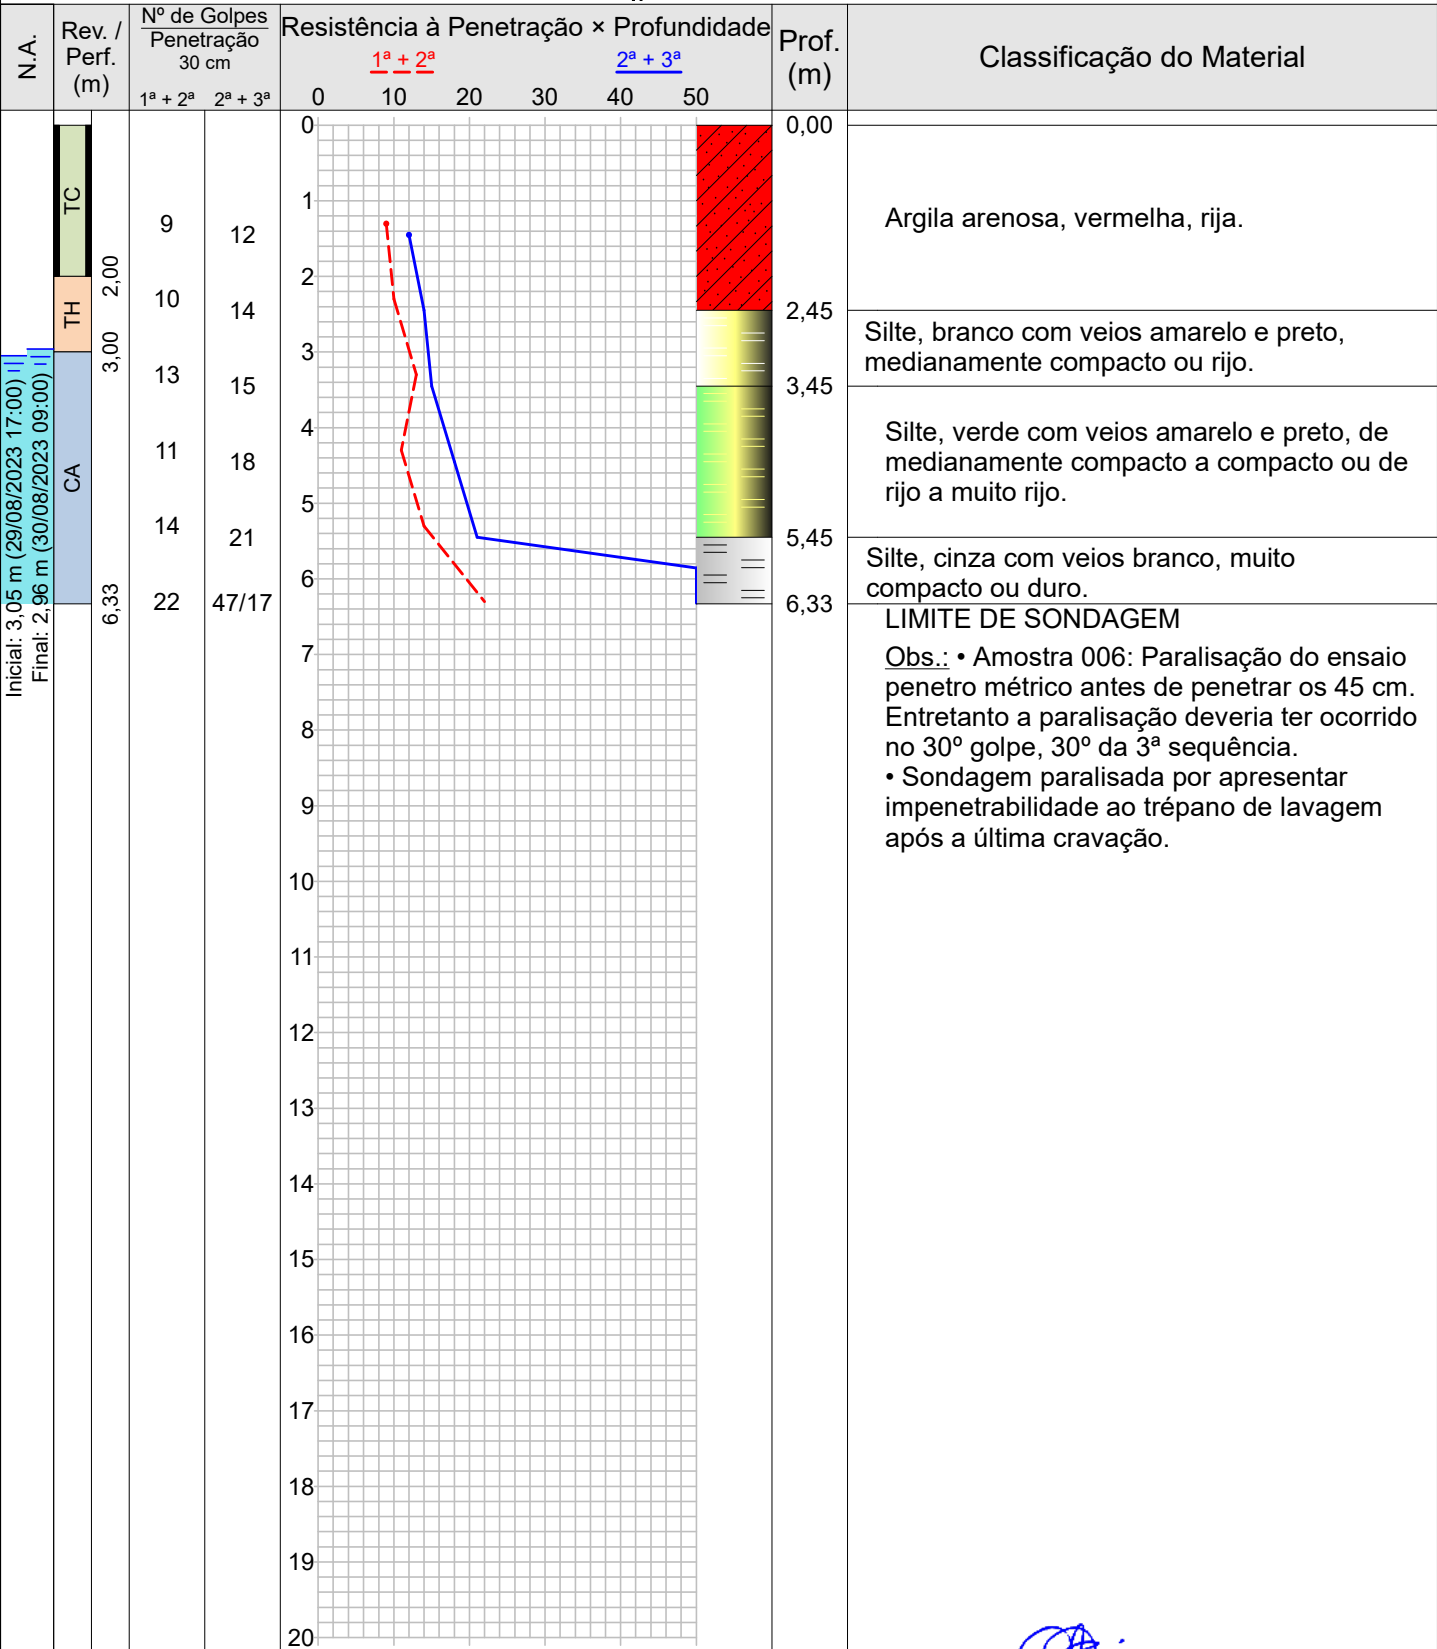 N.A.
Rev. /
Perf.
(m)
Nº de Golpes
Penetração
30 cm
1ª + 2ª 2ª + 3ª
Resistência à Penetração × Profundidade
1ª + 2ª 2ª + 3ª
0 10 20 30 40 50
Prof.
(m)
Classificação do Material
Inicial: 3,05 m (29/08/2023 17:00)
Final: 2,96 m (30/08/2023 09:00)
TC
2,00
TH
3,00
CA
6,33
9 12
10 14
13 15
11 18
14 21
22 47/17
0
1
2
3
4
5
6
7
8
9
10
11
12
13
14
15
16
17
18
19
20
0,00
2,45
3,45
5,45
6,33
Argila arenosa, vermelha, rija.
Silte, branco com veios amarelo e preto,
medianamente compacto ou rijo.
Silte, verde com veios amarelo e preto, de
medianamente compacto a compacto ou de
rijo a muito rijo.
Silte, cinza com veios branco, muito
compacto ou duro.
LIMITE DE SONDAGEM
Obs.: • Amostra 006: Paralisação do ensaio
penetro métrico antes de penetrar os 45 cm.
Entretanto a paralisação deveria ter ocorrido
no 30º golpe, 30º da 3ª sequência.
• Sondagem paralisada por apresentar
impenetrabilidade ao trépano de lavagem
após a última cravação.